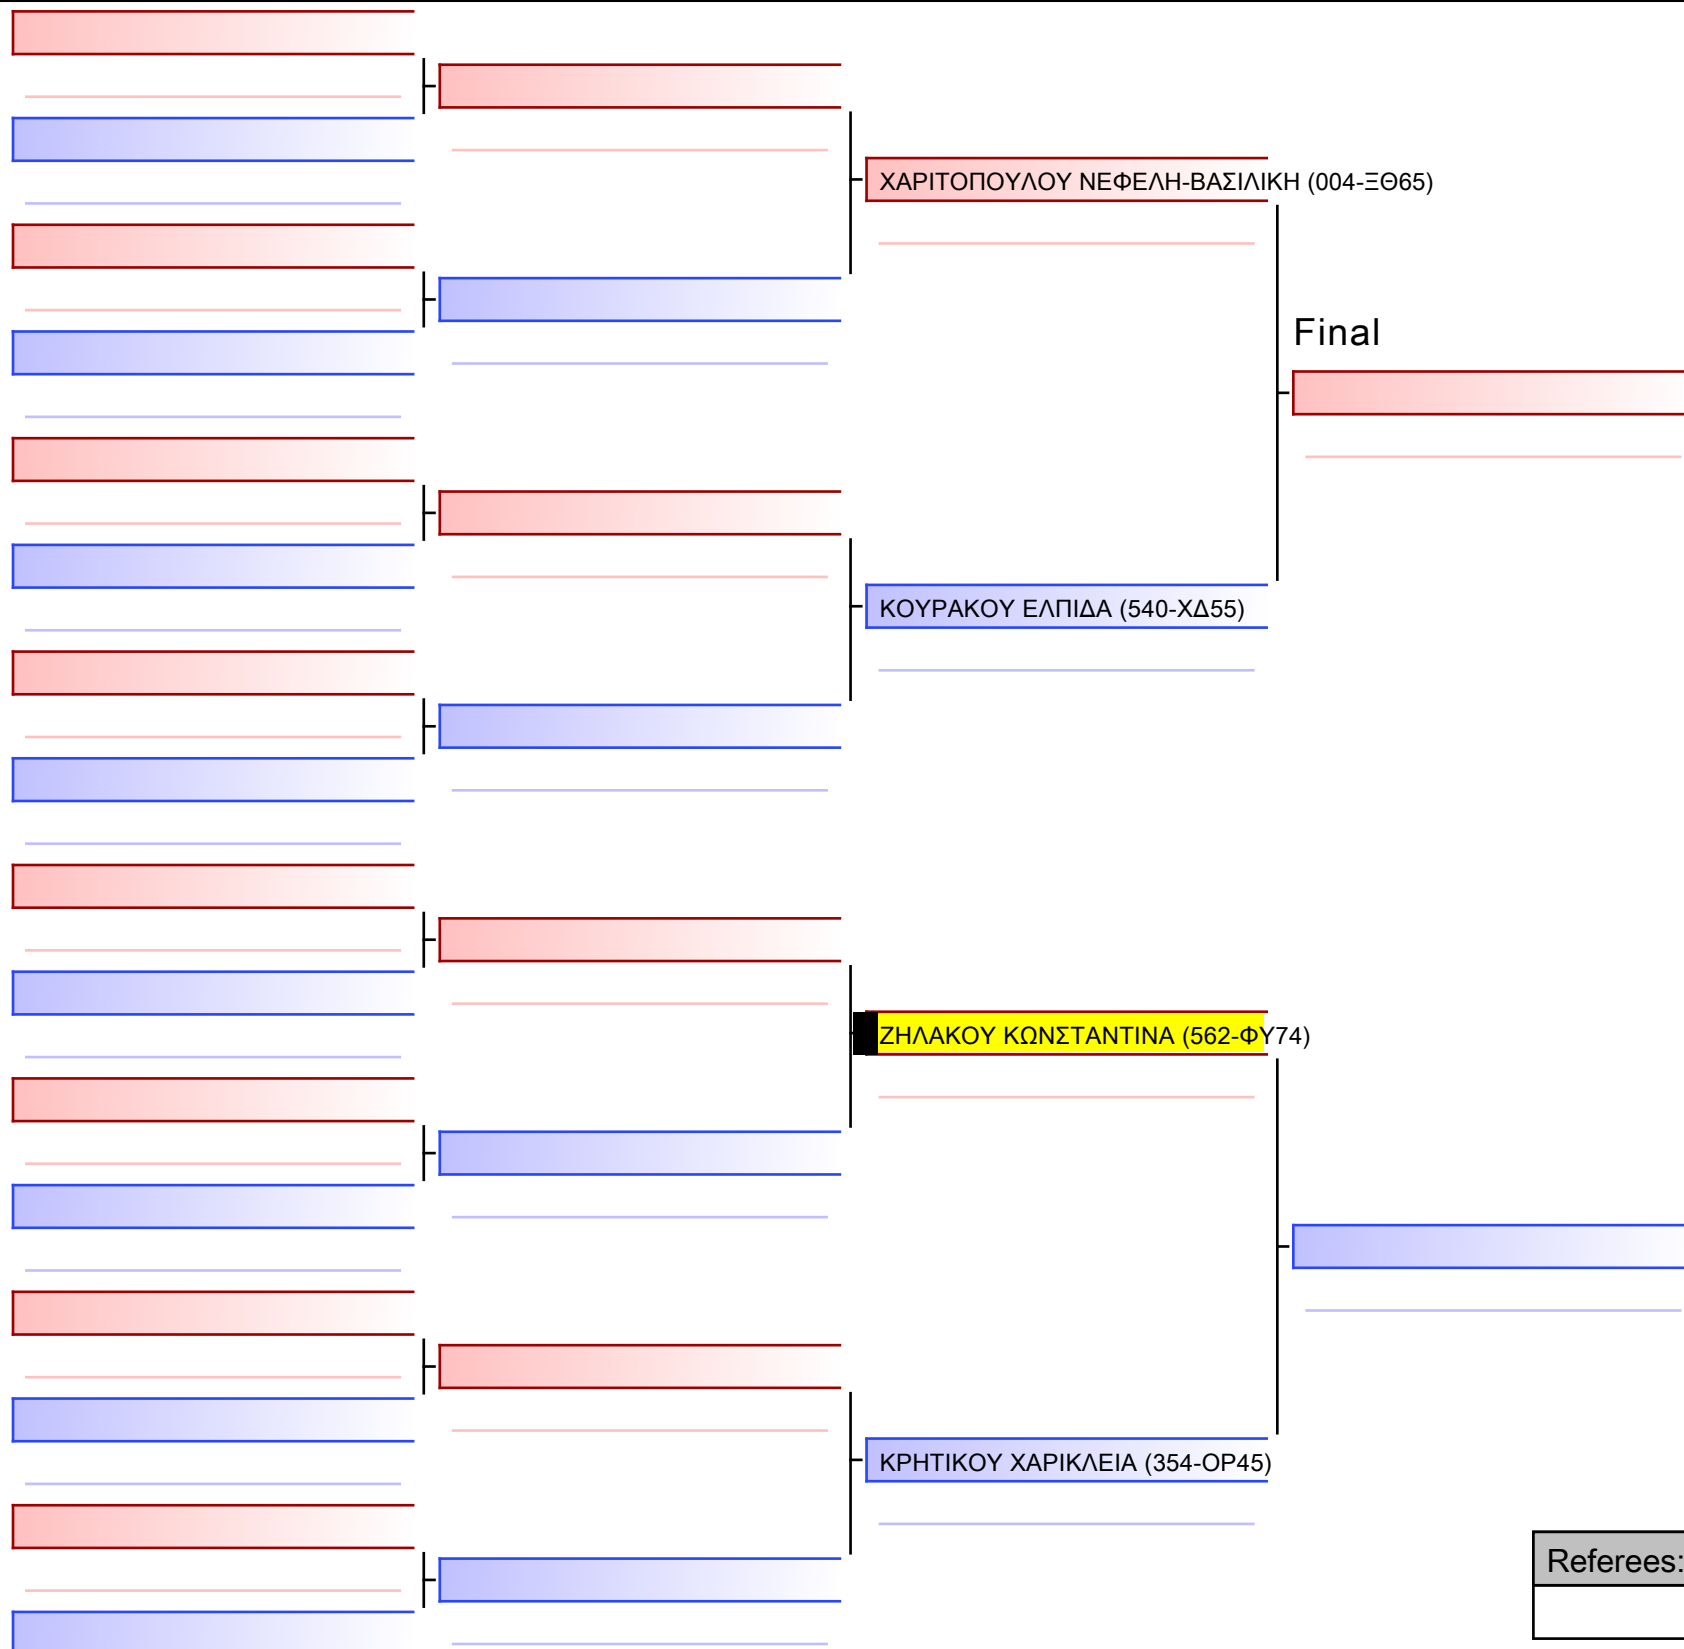 ΧΑΡΙΤΟΠΟΥΛΟΥ ΝΕΦΕΛΗ-ΒΑΣΙΛΙΚΗ (004-ΞΘ65)
Final
ΚΟΥΡΑΚΟΥ ΕΛΠΙΔΑ (540-ΧΔ55)
ΖΗΛΑΚΟΥ ΚΩΝΣΤΑΝΤΙΝΑ (562-ΦΥ74)
ΚΡΗΤΙΚΟΥ ΧΑΡΙΚΛΕΙΑ (354-ΟΡ45)
Referees: